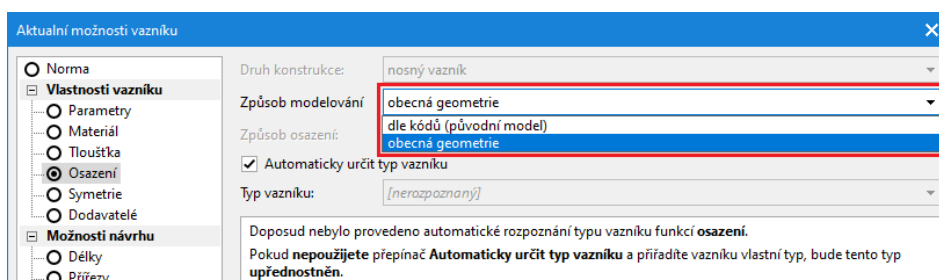 Aktuální možnosti vazníku
Norma
Vlastnosti vazníku
Parametry
Materiál
Tloušťka
Osazení
Symetrie
Dodavatelé
Možnosti návrhu
Délky
Přířezy
Druh konstrukce: nosný vazník
Způsob modelování obecná geometrie
dle kódů (původní model)
Způsob osazení: obecná geometrie
Automaticky určit typ vazníku
Typ vazníku: [nerozpoznaný]
Doposud nebylo provedeno automatické rozpoznání typu vazníku funkcí osazení.
Pokud nepoužijete přepínač Automaticky určit typ vazníku a přiřadíte vazníku vlastní typ, bude tento typ
upřednostněn.